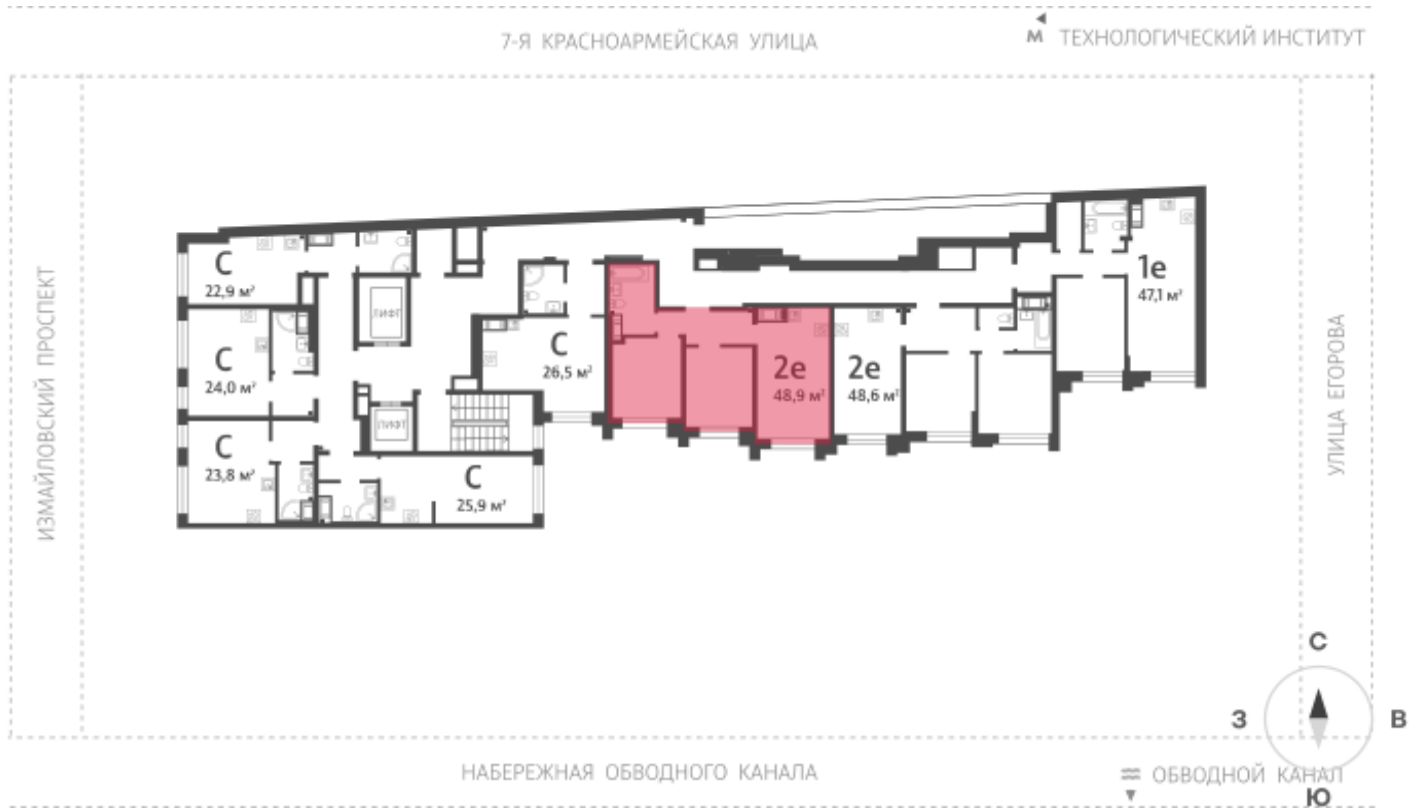 7-Я КРАСНОАРМЕЙСКАЯ УЛИЦА
М ТЕХНОЛОГИЧЕСКИЙ ИНСТИТУТ
ИЗМАЙЛОВСКИЙ ПРОСПЕКТ
С
22,9 м²
ЛИФТ
С
24,0 м²
С
26,5 м²
2е
48,9 м²
2е
48,6 м²
1е
47,1 м²
ЛИФТ
С
23,8 м²
С
25,9 м²
УЛИЦА ЕГОРОВА
С
З
В
Ю
НАБЕРЕЖНАЯ ОБВОДНОГО КАНАЛА
ОБВОДНОЙ КАНАЛ